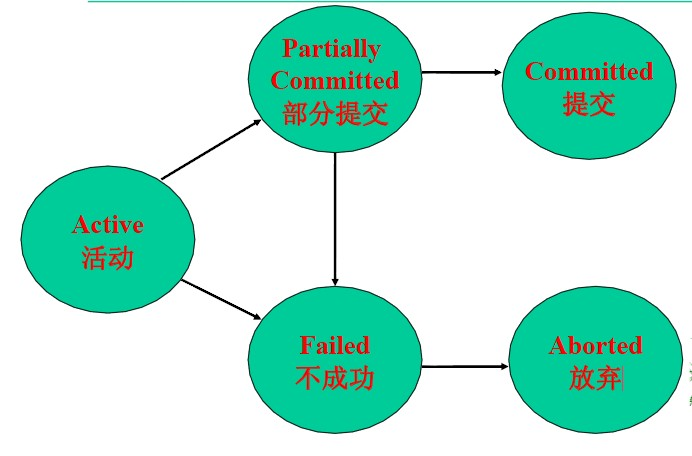 Partially
Committed
部分提交
Committed
提交
Active
活动
Failed
不成功
Aborted
放弃